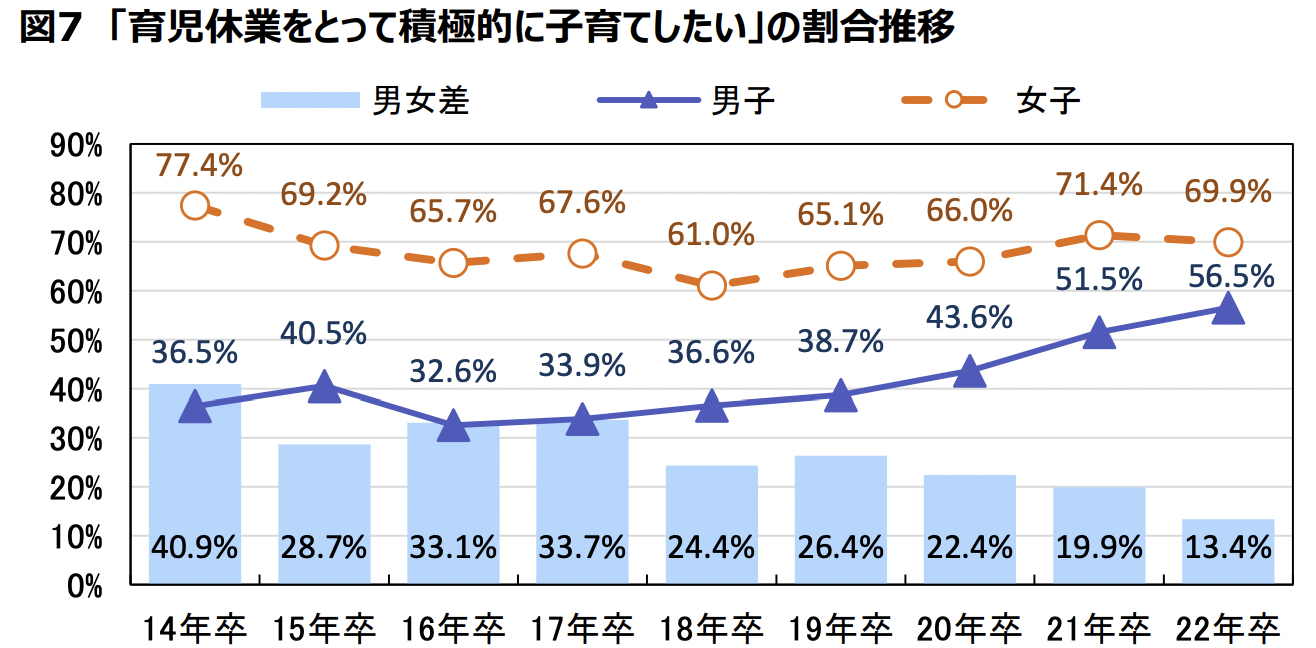 図7 「育児休業をとって積極的に子育てしたい」の割合推移
男女差 男子 女子
90%
80%
70%
60%
50%
40%
30%
20%
10%
0%
77.4% 69.2% 65.7% 67.6% 61.0% 65.1% 66.0% 71.4% 69.9%
36.5% 40.5% 32.6% 33.9% 36.6% 38.7% 43.6% 51.5% 56.5%
40.9% 28.7% 33.1% 33.7% 24.4% 26.4% 22.4% 19.9% 13.4%
14年卒 15年卒 16年卒 17年卒 18年卒 19年卒 20年卒 21年卒 22年卒